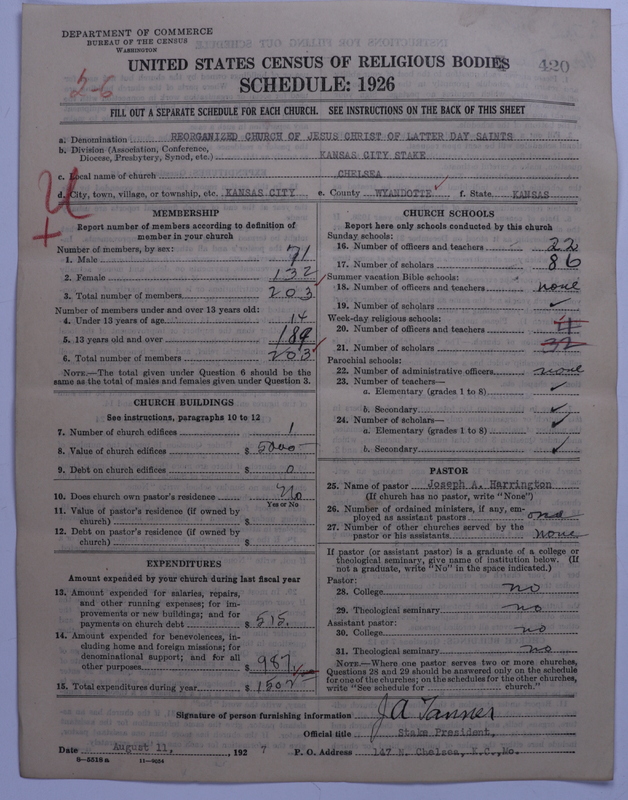 DEPARTMENT OF COMMERCE
BUREAU OF THE CENSUS
WASHINGTON
UNITED STATES CENSUS OF RELIGIOUS BODIES
420
SCHEDULE: 1926
5-6
FILL OUT A SEPARATE SCHEDULE FOR EACH CHURCH. SEE INSTRUCTIONS ON THE BACK OF THIS SHEET
a. Denomination REORGANIZED CHURCH OF JESUS CHRIST OF LATTER DAY SAINTS
b. Division (Association, Conference,
Diocese, Presbytery, Synod, etc.) KANSAS CITY STAKE
c. Local name of church CHELSEA
d. City, town, village, or township, etc. KANSAS CITY e. County WYANDOTTE f. State KANSAS
U
+
MEMBERSHIP
Report number of members according to definition of
member in your church
Number of members, by sex:
1. Male 71
2. Female 132
3. Total number of members 203
Number of members under and over 13 years old:
4. Under 13 years of age 14
5. 13 years old and over 189
6. Total number of members 203
NOTE.—The total given under Question 6 should be the
same as the total of males and females given under Question 3.
CHURCH BUILDINGS
See instructions, paragraphs 10 to 12
7. Number of church edifices 1
8. Value of church edifices $ 5000
9. Debt on church edifices $ 0
10. Does church own pastor's residence No
Yes or No
11. Value of pastor's residence (if owned by
church) $
12. Debt on pastor's residence (if owned by
church) $
EXPENDITURES
Amount expended by your church during last fiscal year
13. Amount expended for salaries, repairs,
and other running expenses; for im-
provements or new buildings; and for
payments on church debt $ 515.
14. Amount expended for benevolences, in-
cluding home and foreign missions; for
denominational support; and for all
other purposes $ 987
15. Total expenditures during year $ 1502
CHURCH SCHOOLS
Report here only schools conducted by this church
Sunday schools:
16. Number of officers and teachers 22
17. Number of scholars 86
Summer vacation Bible schools:
18. Number of officers and teachers none
19. Number of scholars ✓
Week-day religious schools:
20. Number of officers and teachers
21. Number of scholars 32
Parochial schools:
22. Number of administrative officers none
23. Number of teachers—
a. Elementary (grades 1 to 8) ✓
b. Secondary ✓
24. Number of scholars— ✓
a. Elementary (grades 1 to 8)
b. Secondary ✓
PASTOR
25. Name of pastor Joseph A. Harrington
(If church has no pastor, write "None")
26. Number of ordained ministers, if any, em-
ployed as assistant pastors one
27. Number of other churches served by the
pastor or his assistants none
If pastor (or assistant pastor) is a graduate of a college or
theological seminary, give name of institution below. (If
not a graduate, write "No" in the space indicated.)
Pastor:
28. College no
29. Theological seminary no
Assistant pastor:
30. College no
31. Theological seminary no
NOTE.—Where one pastor serves two or more churches,
Questions 28 and 29 should be answered only on the schedule
for one of the churches; on the schedules for the other churches,
write "See schedule for church."
Signature of person furnishing information J A Tanner
Official title Stake President,
Date August 11, 1927 P. O. Address 147 N. Chelsea, K.C., Mo.
8—5518 a 11—9054